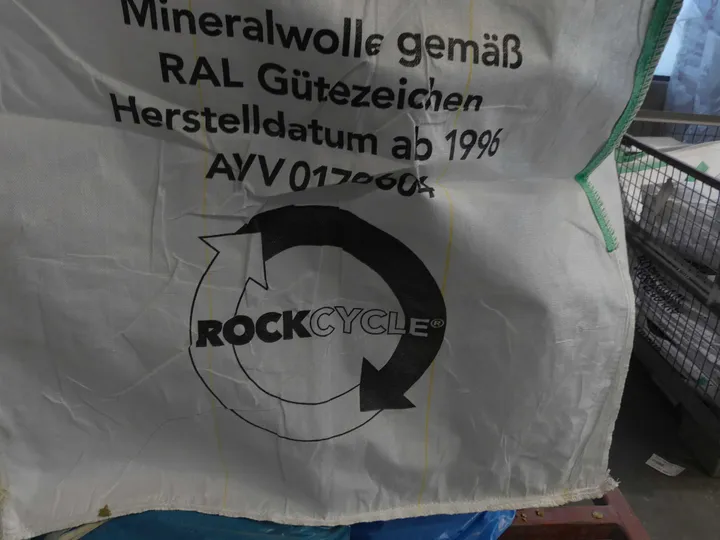 Mineralwolle gemäß
RAL Gütezeichen
Herstelldatum ab 1996
AVV
ROCKCYCLE®